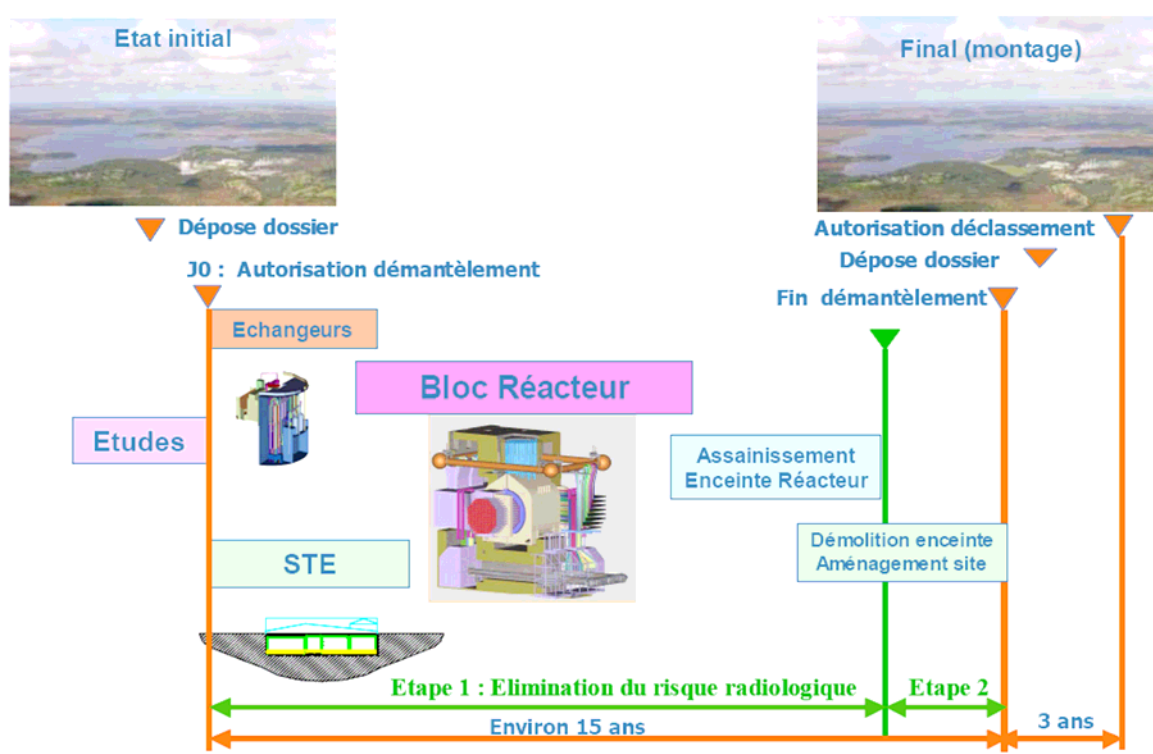 Etat initial
Final (montage)
Dépose dossier
Autorisation déclassement
J0 : Autorisation démantèlement
Dépose dossier
Fin démantèlement
Echangeurs
Bloc Réacteur
Etudes
Assainissement
Enceinte Réacteur
STE
Démolition enceinte
Aménagement site
Etape 1 : Elimination du risque radiologique
Etape 2
Environ 15 ans
3 ans